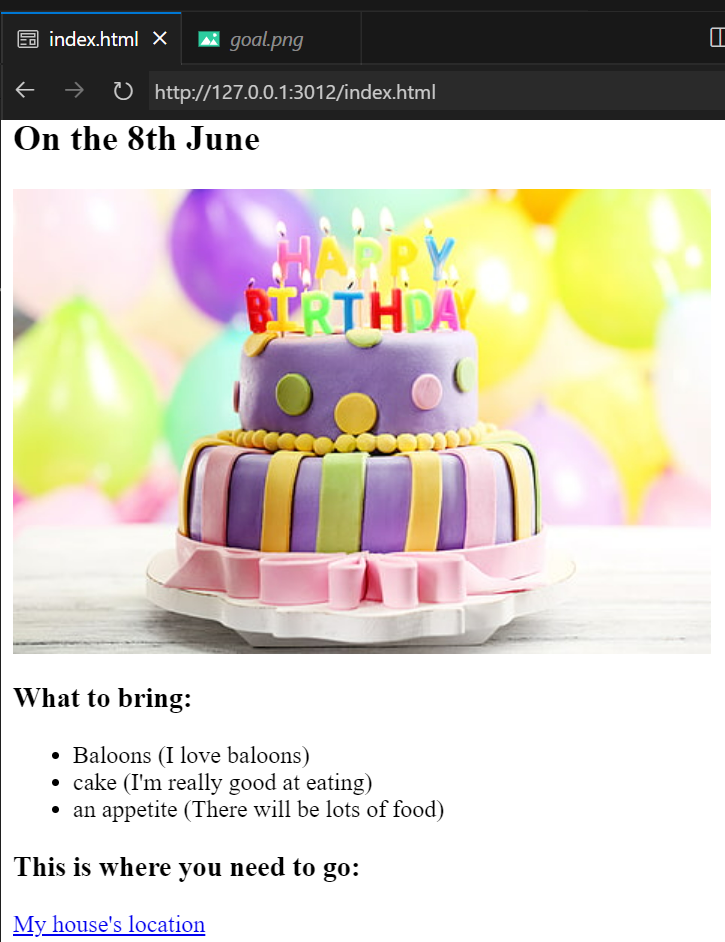 index.html
goal.png
http://127.0.0.1:3012/index.html
On the 8th June
HAPPY
BIRTHDAY
What to bring:
Baloons (I love baloons)
cake (I'm really good at eating)
an appetite (There will be lots of food)
This is where you need to go:
My house's location